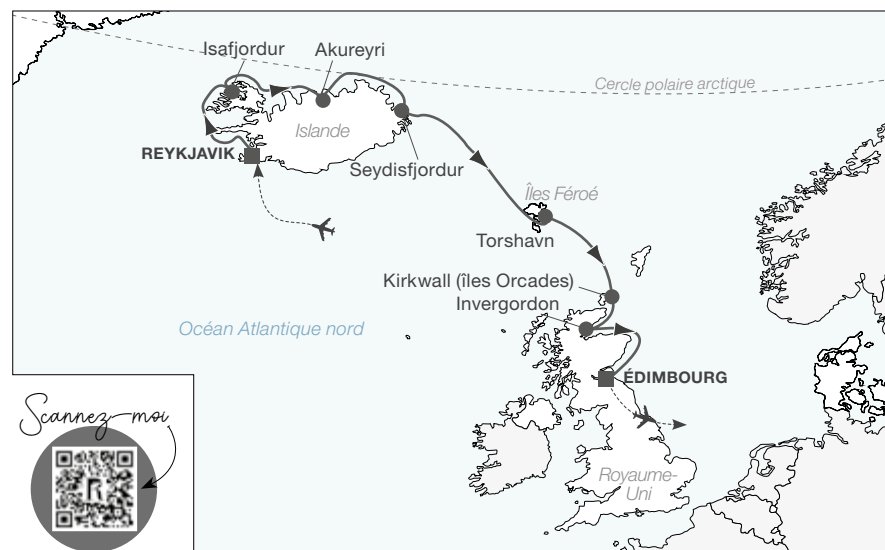 Isafjordur
Akureyri
Cercle polaire arctique
Islande
REYKJAVIK
Seydisfjordur
Îles Féroé
Torshavn
Kirkwall (îles Orcades)
Invergordon
Océan Atlantique nord
ÉDIMBOURG
Scannez-moi
R
Royaume-
Uni